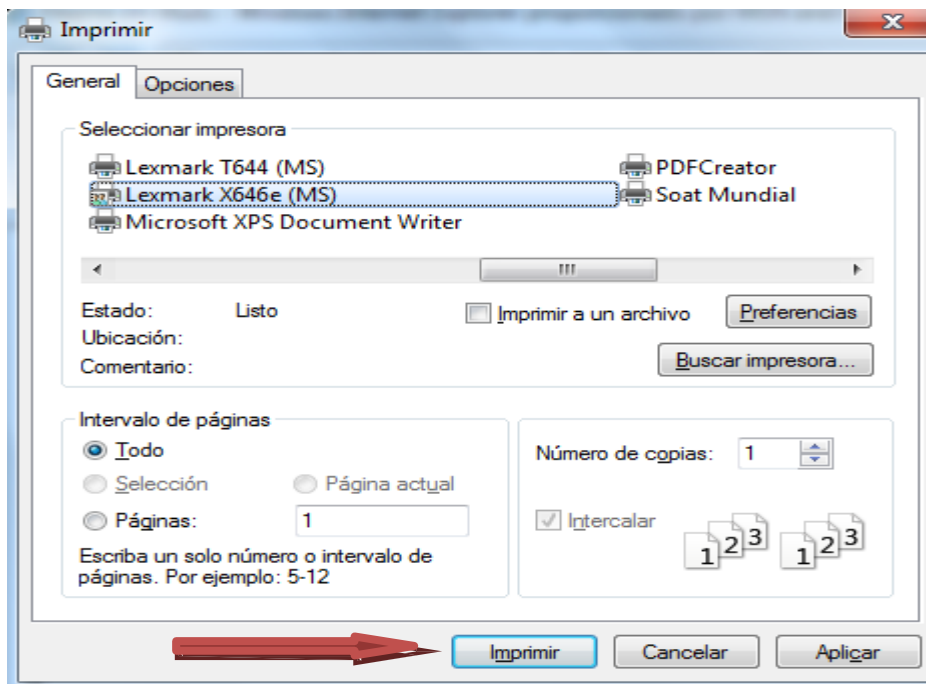 Imprimir
General Opciones
Seleccionar impresora
Lexmark T644 (MS) PDFCreator
Lexmark X646e (MS) Soat Mundial
Microsoft XPS Document Writer
Estado: Listo Imprimir a un archivo Preferencias
Ubicación:
Comentario: Buscar impresora...
Intervalo de páginas
Todo Número de copias: 1
Selección Página actual
Páginas: 1 Intercalar
Escriba un solo número o intervalo de
páginas. Por ejemplo: 5-12
1 2 3 1 2 3
Imprimir Cancelar Aplicar